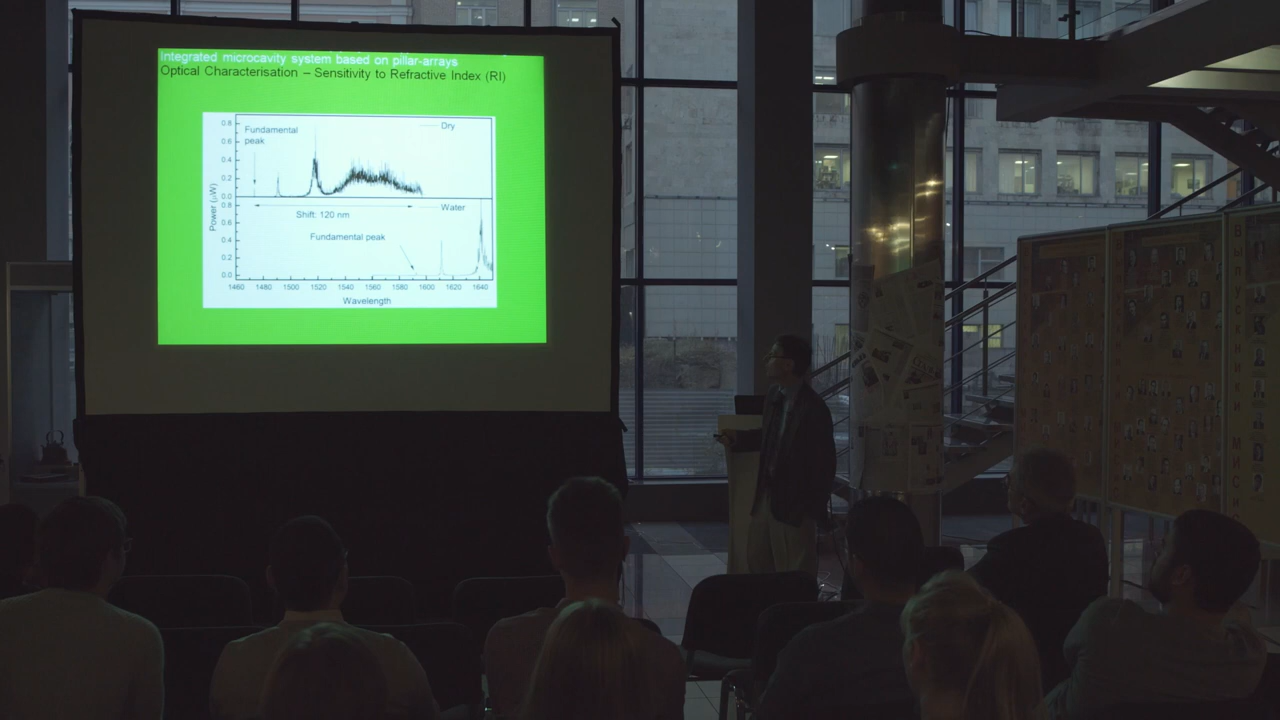 Integrated microcavity system based on pillar-arrays
Optical Characterisation – Sensitivity to Refractive Index (RI)
Fundamental
peak
Dry
0.8
0.6
0.4
0.2
0.0
Power (µW)
Shift: 120 nm
Water
Fundamental peak
0.8
0.6
0.4
0.2
0.0
1460 1480 1500 1520 1540 1560 1580 1600 1620 1640
Wavelength
ВЫПУСКНИКИ МИСИ